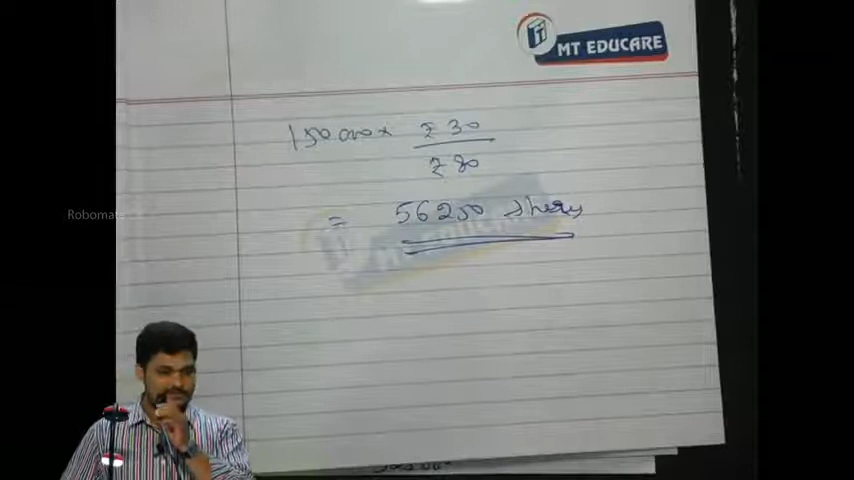 MT EDUCARE
150000 x ₹30
₹80
= 56250 shares
Robomate